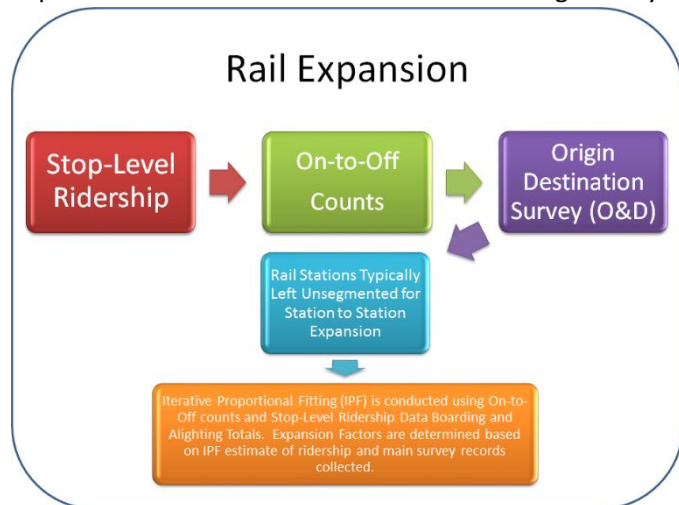 Rail Expansion
Stop-Level
Ridership
On-to-Off
Counts
Origin
Destination
Survey (O&D)
Rail Stations Typically
Left Unsegmented for
Station to Station
Expansion
Iterative Proportional Fitting (IPF) is conducted using On-to-
Off counts and Stop-Level Ridership Data Boarding and
Alighting Totals.  Expansion Factors are determined based
on IPF estimate of ridership and main survey records
collected.